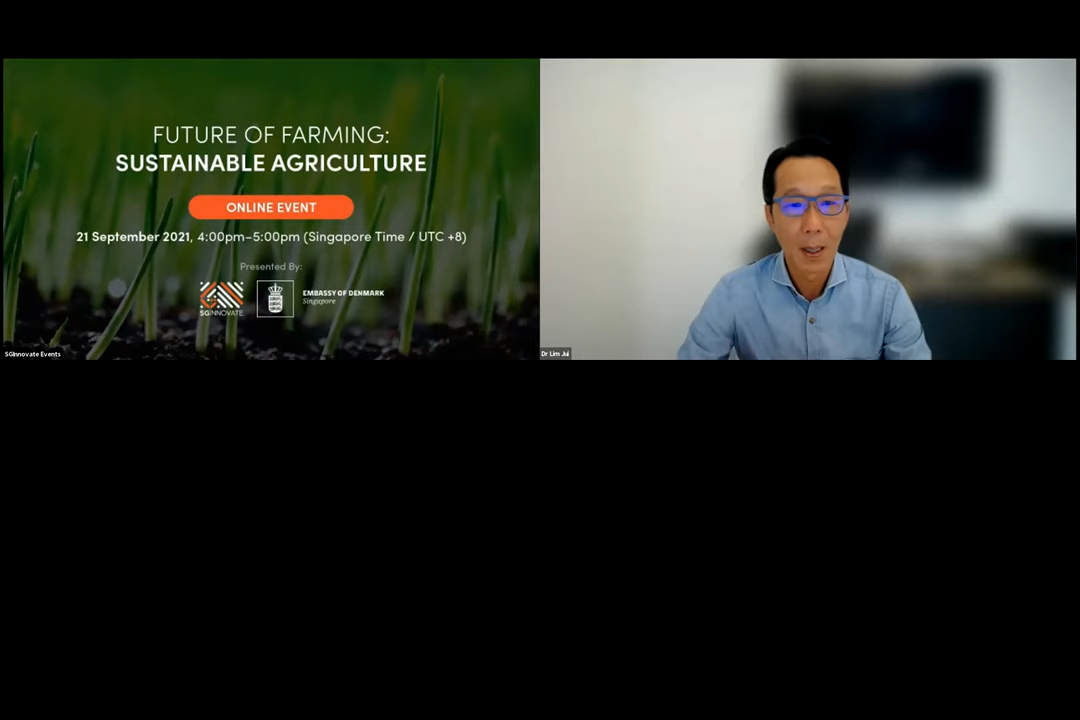 FUTURE OF FARMING:
SUSTAINABLE AGRICULTURE
ONLINE EVENT
21 September 2021, 4:00pm–5:00pm (Singapore Time / UTC +8)
Presented By:
SGINNOVATE
EMBASSY OF DENMARK
Singapore
SGInnovate Events
Dr Lim Jui